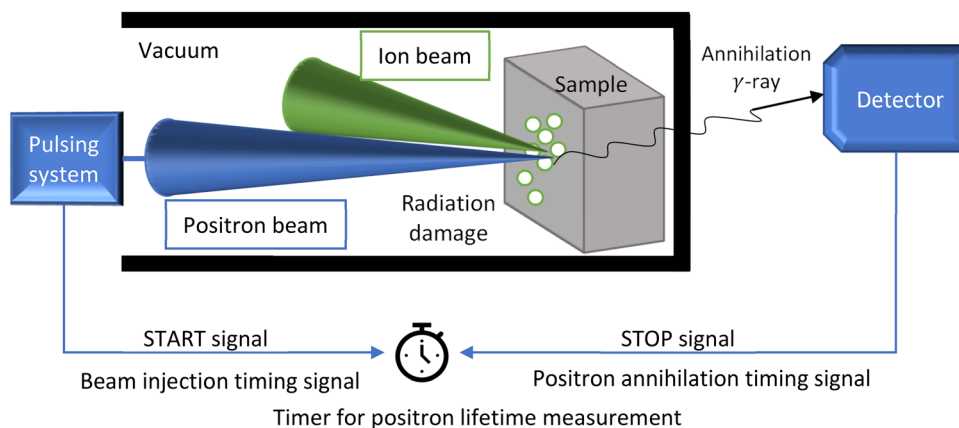 Vacuum
Ion beam
Sample
Annihilation
γ-ray
Detector
Pulsing
system
Positron beam
Radiation
damage
START signal
STOP signal
Beam injection timing signal
Positron annihilation timing signal
Timer for positron lifetime measurement